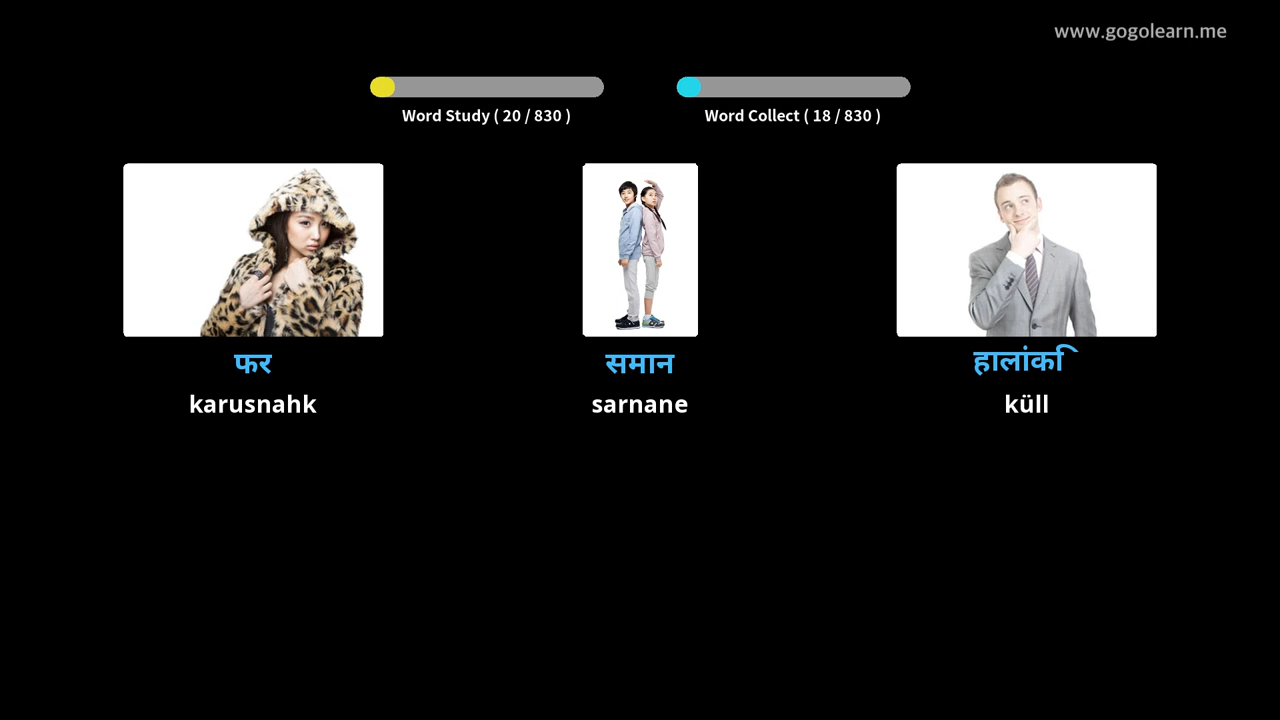 www.gogolearn.me
Word Study ( 20 / 830 ) Word Collect ( 18 / 830 )
फर समान हालांकि
karusnahk sarnane küll